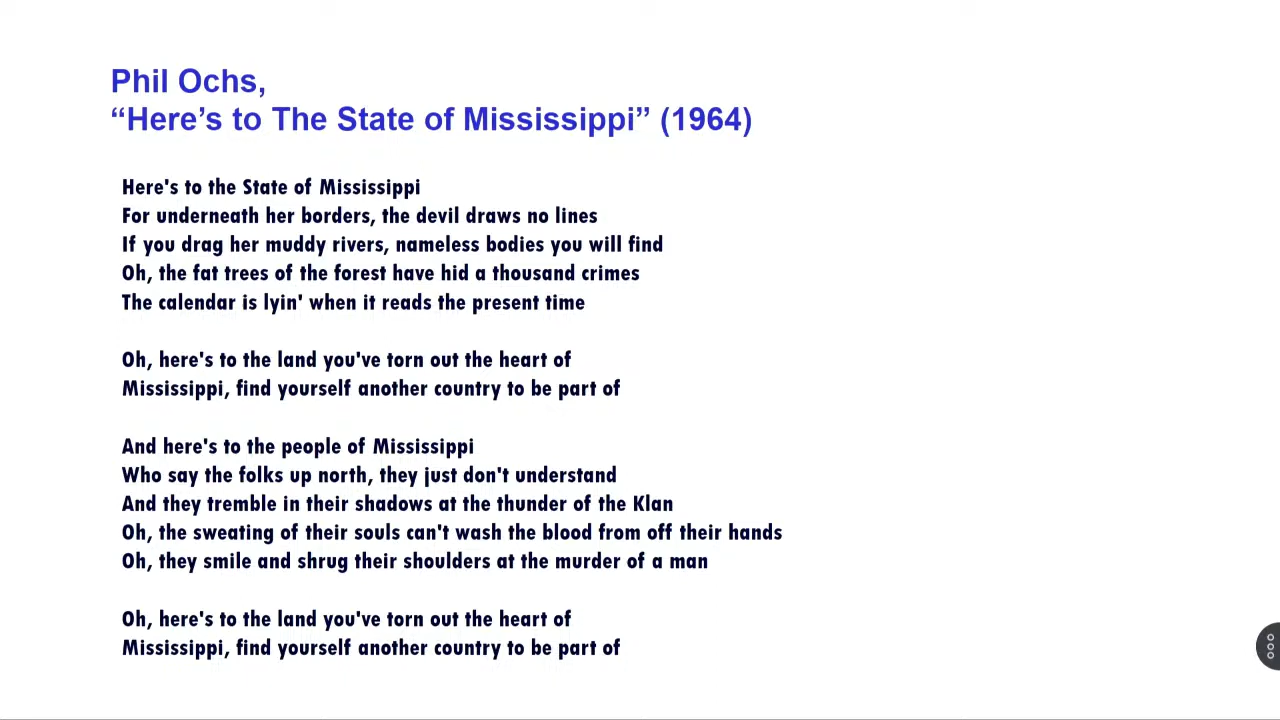 Phil Ochs,
“Here’s to The State of Mississippi” (1964)
Here's to the State of Mississippi
For underneath her borders, the devil draws no lines
If you drag her muddy rivers, nameless bodies you will find
Oh, the fat trees of the forest have hid a thousand crimes
The calendar is lyin' when it reads the present time
Oh, here's to the land you've torn out the heart of
Mississippi, find yourself another country to be part of
And here's to the people of Mississippi
Who say the folks up north, they just don't understand
And they tremble in their shadows at the thunder of the Klan
Oh, the sweating of their souls can't wash the blood from off their hands
Oh, they smile and shrug their shoulders at the murder of a man
Oh, here's to the land you've torn out the heart of
Mississippi, find yourself another country to be part of